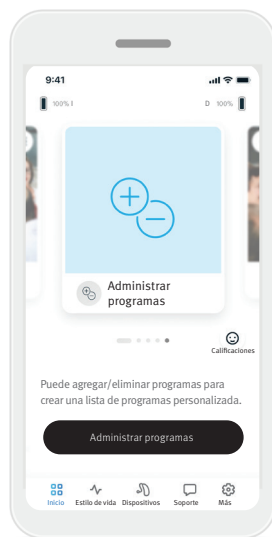 9:41
100% I
D 100%
Administrar
programas
Calificaciones
Puede agregar/eliminar programas para
crear una lista de programas personalizada.
Administrar programas
Inicio Estilo de vida Dispositivos Soporte Más